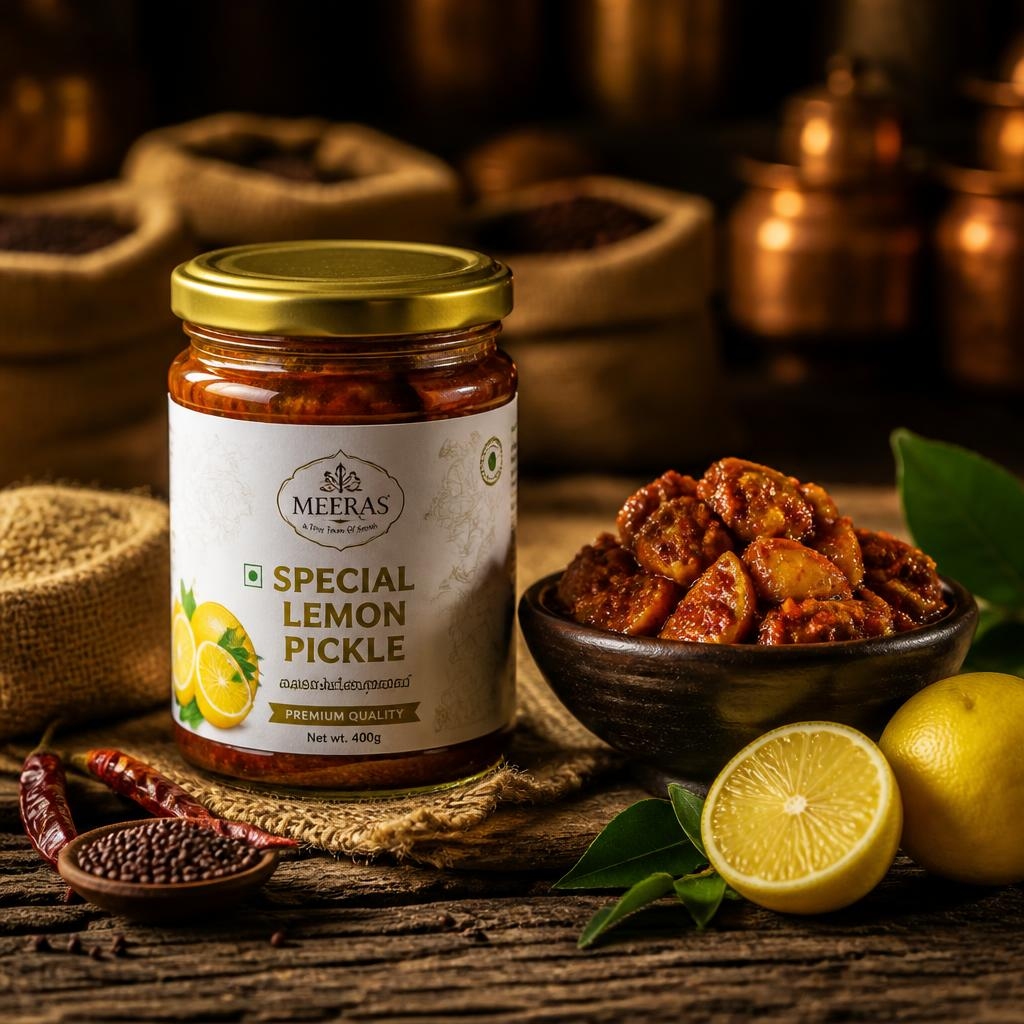 MEERAS
SPECIAL
LEMON
PICKLE
PREMIUM QUALITY
Net wt. 400g